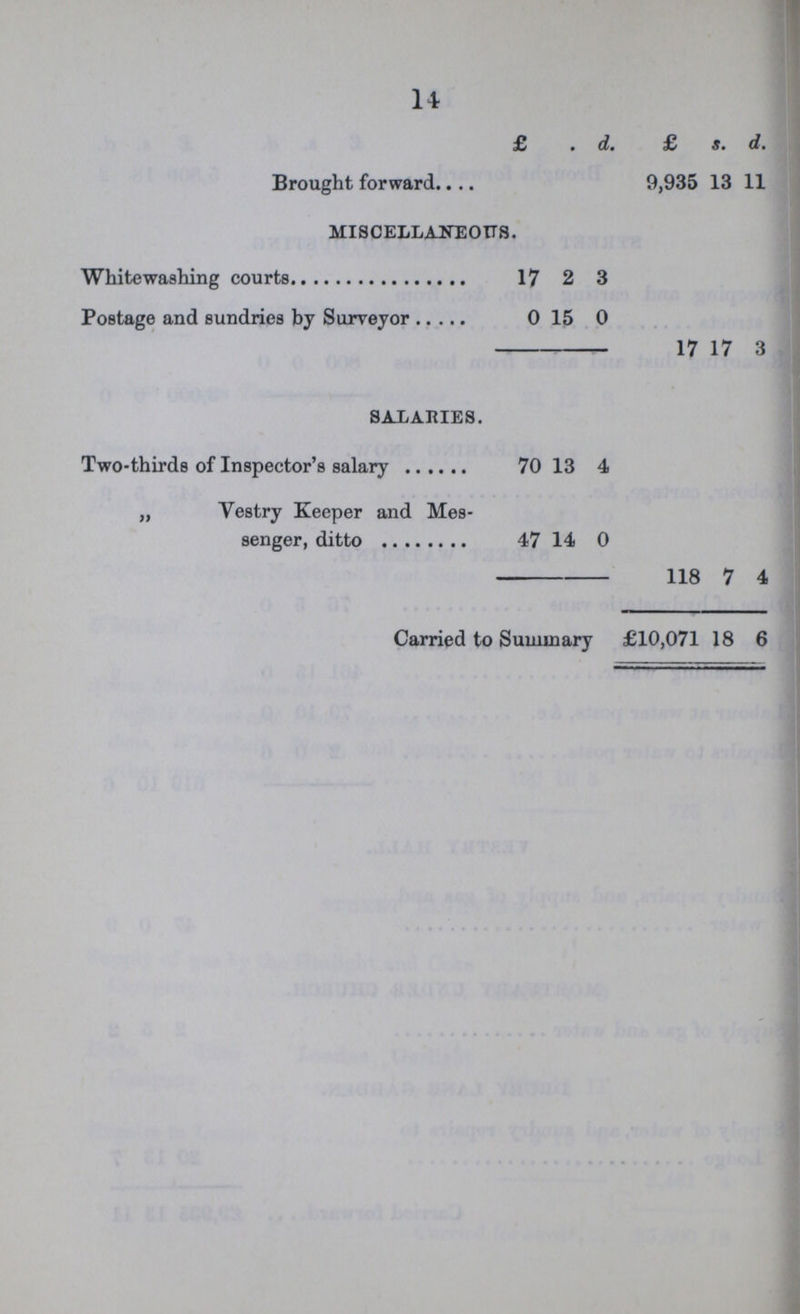 14
£ . d. £ s. d.
Brought forward.... 9,935 13 11
MISCELLANEOUS.
Whitewashing courts................ 17 2 3
Postage and sundries by Surveyor ..... 0 15 0
17 17 3
SALARIES.
Two-thirds of Inspector's salary ...... 70 13 4
„ Vestry Keeper and Mes-
senger, ditto ........ 47 14 0
118 7 4
Carried to Summary £10,071 18 6